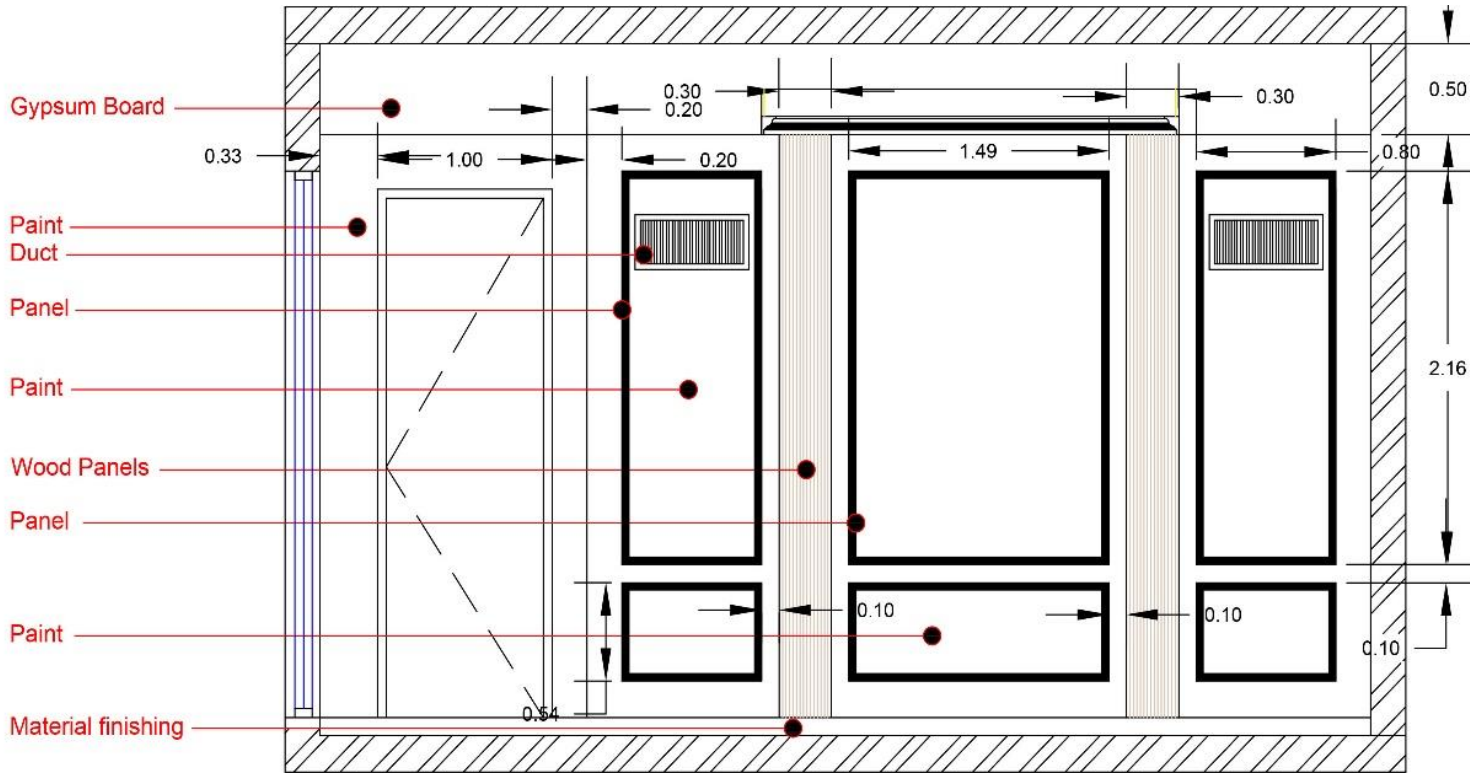 0.50
0.30
0.30
Gypsum Board
0.20
0.33
1.00
0.20
1.49
0.80
Paint
Duct
Panel
2.16
Paint
Wood Panels
Panel
0.10
0.10
Paint
0.10
0.54
Material finishing